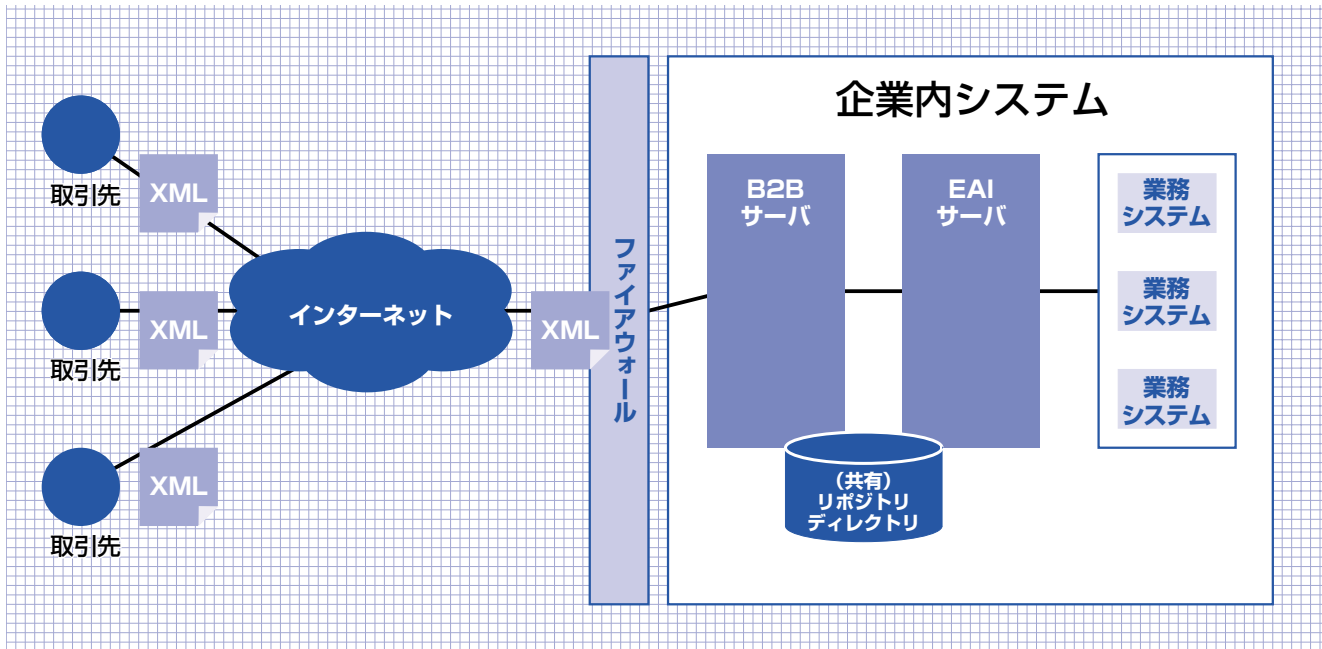 企業内システム
取引先
XML
取引先
XML
取引先
XML
インターネット
XML
ファイアウォール
B2B
サーバ
EAI
サーバ
業務
システム
業務
システム
業務
システム
（共有）
リポジトリ
ディレクトリ